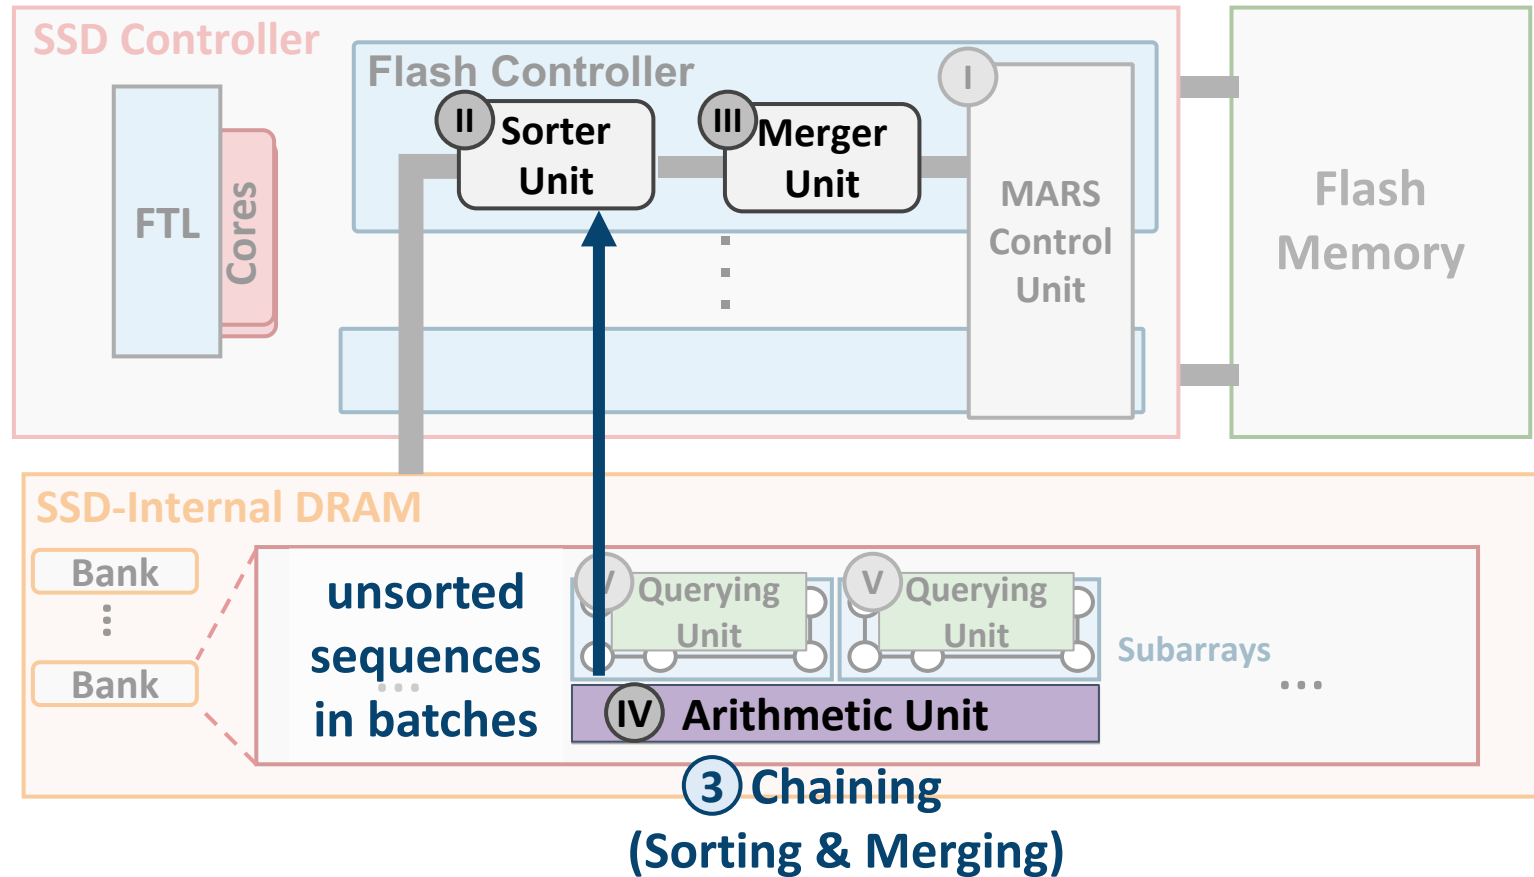 SSD Controller
Flash Controller
I
II
Sorter
Unit
III
Merger
Unit
FTL
Cores
MARS
Control
Unit
Flash
Memory
SSD-Internal DRAM
Bank
Bank
unsorted
sequences
in batches
...
V
Querying
Unit
V
Querying
Unit
Subarrays
...
IV
Arithmetic Unit
3 Chaining
(Sorting & Merging)